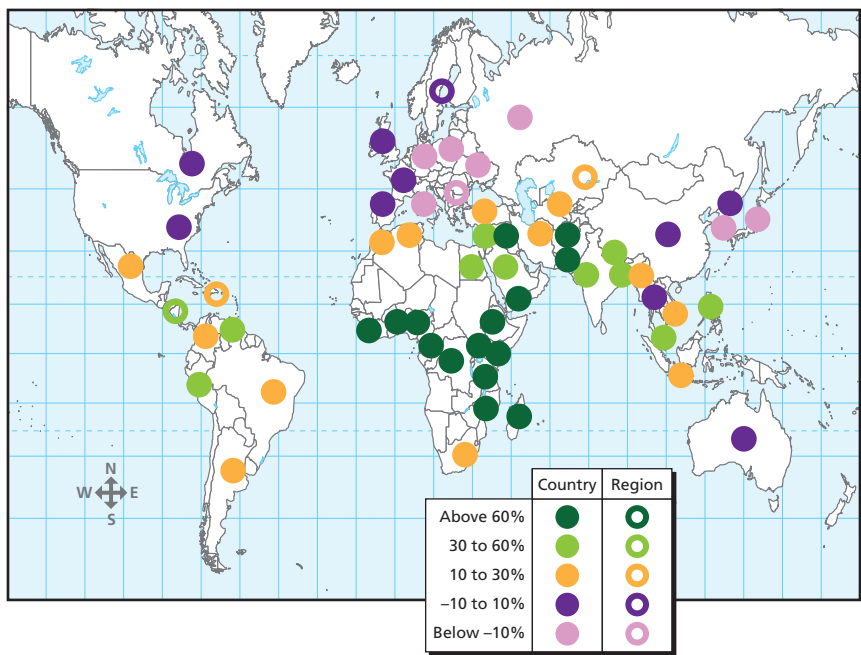 N
W E
S
Country Region
Above 60%
30 to 60%
10 to 30%
–10 to 10%
Below –10%